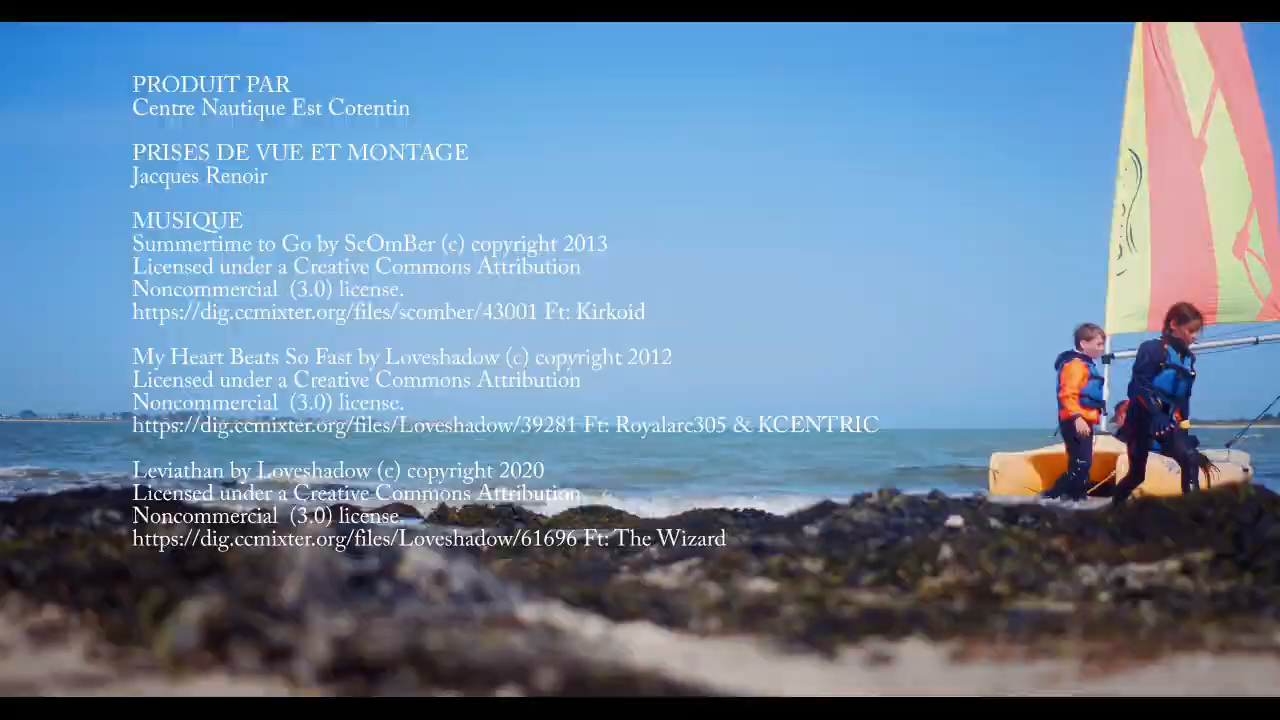 PRODUIT PAR
Centre Nautique Est Cotentin
PRISES DE VUE ET MONTAGE
Jacques Renoir
MUSIQUE
Summertime to Go by ScOmBer (c) copyright 2013
Licensed under a Creative Commons Attribution
Noncommercial  (3.0) license.
https://dig.ccmixter.org/files/scomber/43001 Ft: Kirkoid
My Heart Beats So Fast by Loveshadow (c) copyright 2012
Licensed under a Creative Commons Attribution
Noncommercial  (3.0) license.
https://dig.ccmixter.org/files/Loveshadow/39281 Ft: Royalarc305 & KCENTRIC
Leviathan by Loveshadow (c) copyright 2020
Licensed under a Creative Commons Attribution
Noncommercial  (3.0) license.
https://dig.ccmixter.org/files/Loveshadow/61696 Ft: The Wizard